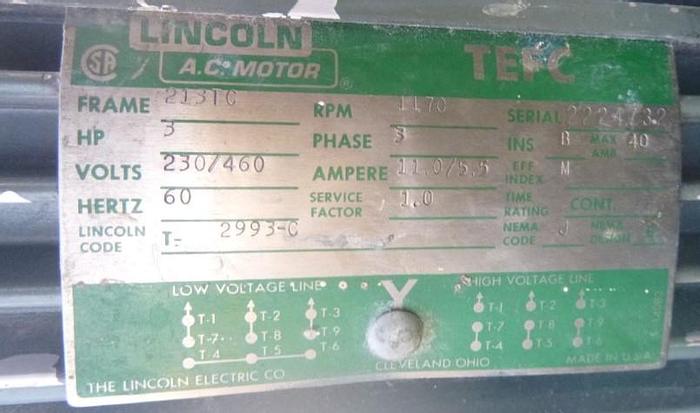 LINCOLN
A.C. MOTOR ®
TEFC
SA
FRAME 213TC RPM 1170 SERIAL
HP 3 PHASE 3 INS B MAX AMB 40
VOLTS 230/460 AMPERE 11.0/5.5 EFF INDEX M
HERTZ 60 SERVICE FACTOR 1.0 TIME RATING CONT.
LINCOLN CODE T- 2993-C NEMA CODE J NEMA DESIGN
LOW VOLTAGE LINE Y HIGH VOLTAGE LINE
T-1 T-2 T-3 T-1 T-2 T-3
T-7 T-8 T-9 T-7 T-8 T-9
T-4 T-5 T-6 T-4 T-5 T-6
THE LINCOLN ELECTRIC CO CLEVELAND OHIO MADE IN U.S.A.